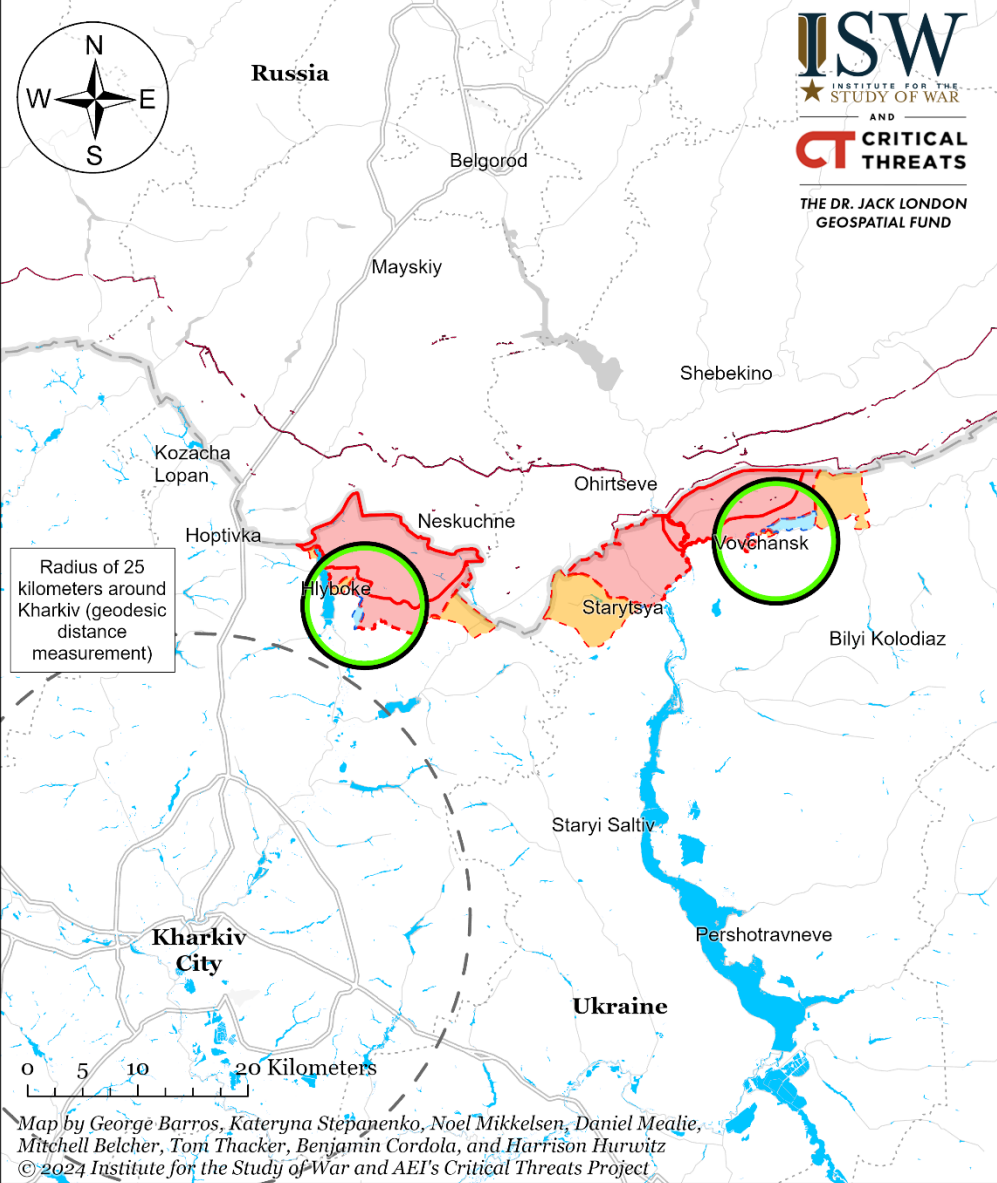 N
W
E
S
Russia
ISW
INSTITUTE FOR THE
STUDY OF WAR
AND
CT CRITICAL
THREATS
THE DR. JACK LONDON
GEOSPATIAL FUND
Belgorod
Mayskiy
Shebekino
Kozacha
Lopan
Ohirtseve
Hoptivka
Neskuchne
Vovchansk
Radius of 25
kilometers around
Kharkiv (geodesic
distance
measurement)
Hlyboke
Starytsya
Bilyi Kolodiaz
Staryi Saltiv
Kharkiv
City
Pershotravneve
Ukraine
0 5 10 20 Kilometers
Map by George Barros, Kateryna Stepanenko, Noel Mikkelsen, Daniel Mealie,
Mitchell Belcher, Tom Thacker, Benjamin Cordola, and Harrison Hurwitz
© 2024 Institute for the Study of War and AEI's Critical Threats Project